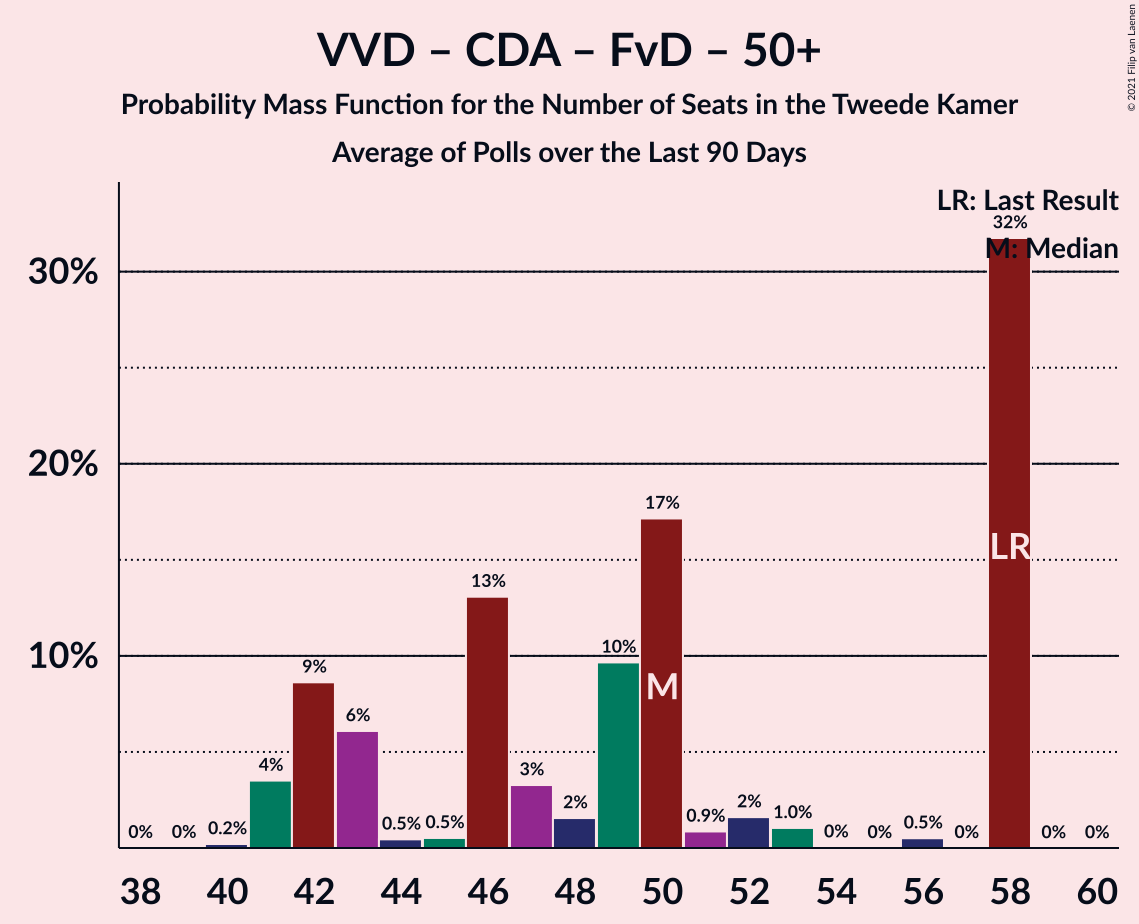 VVD – CDA – FvD – 50+
Probability Mass Function for the Number of Seats in the Tweede Kamer
Average of Polls over the Last 90 Days
© 2021 Filip van Laenen
LR: Last Result
M: Median
30%
20%
10%
0% 0% 0.2% 4% 9% 6% 0.5% 0.5% 13% 3% 2% 10% 17% 0.9% 2% 1.0% 0% 0% 0.5% 0% 32% 0% 0%
M
LR
38 40 42 44 46 48 50 52 54 56 58 60